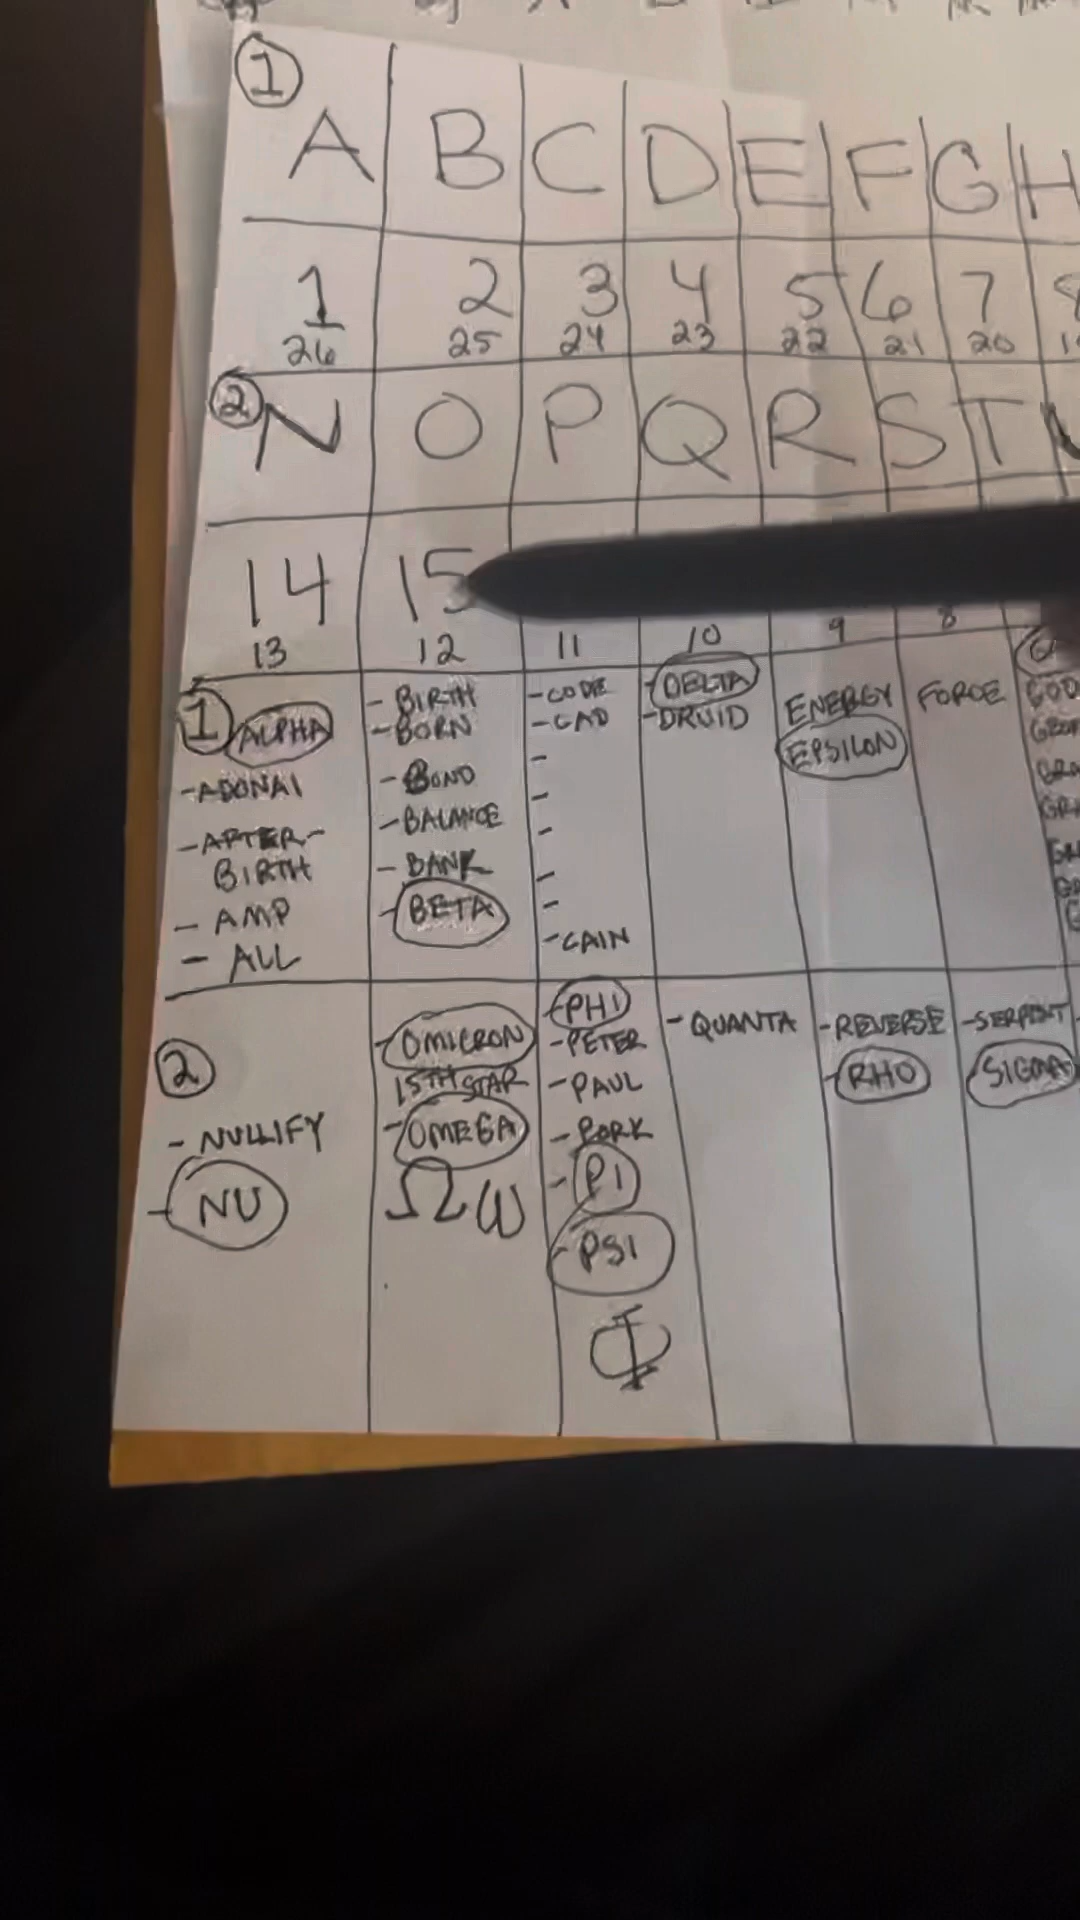 1
A B C D E F G H
1 2 3 4 5 6 7
26 25 24 23 22 21 20
2
N O P Q R S T
14 15
13 12 11 10 9 8
1
ALPHA
-ADONAI
-AFTER-
BIRTH
- AMP
- ALL
- BIRTH
- BORN
- BOND
- BALANCE
- BANK
- BETA
- CODE
- CAD
-
-
-
-
-
- CAIN
- DELTA
- DRUID
ENERGY
EPSILON
FORCE
GOD
2
- NULLIFY
- NU
- OMICRON
15TH STAR
- OMEGA
Ω ω
- PHI
- PETER
- PAUL
- PORK
- PI
- PSI
Φ
- QUANTA
- REVERSE
- RHO
- SERPENT
- SIGMA